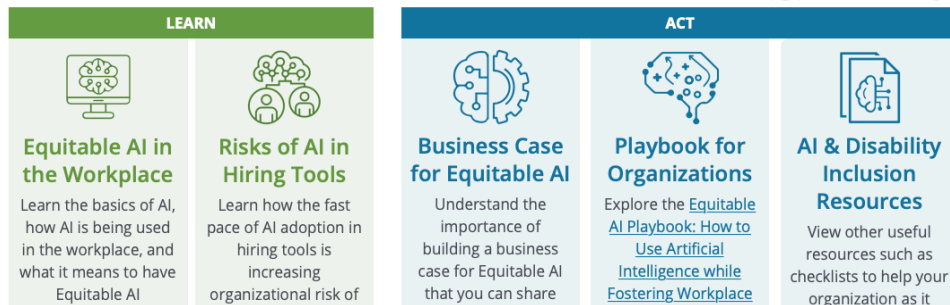 LEARN
Equitable AI in
the Workplace
Learn the basics of AI,
how AI is being used
in the workplace, and
what it means to have
Equitable AI
Risks of AI in
Hiring Tools
Learn how the fast
pace of AI adoption in
hiring tools is
increasing
organizational risk of
ACT
Business Case
for Equitable AI
Understand the
importance of
building a business
case for Equitable AI
that you can share
Playbook for
Organizations
Explore the Equitable
AI Playbook: How to
Use Artificial
Intelligence while
Fostering Workplace
AI & Disability
Inclusion
Resources
View other useful
resources such as
checklists to help your
organization as it